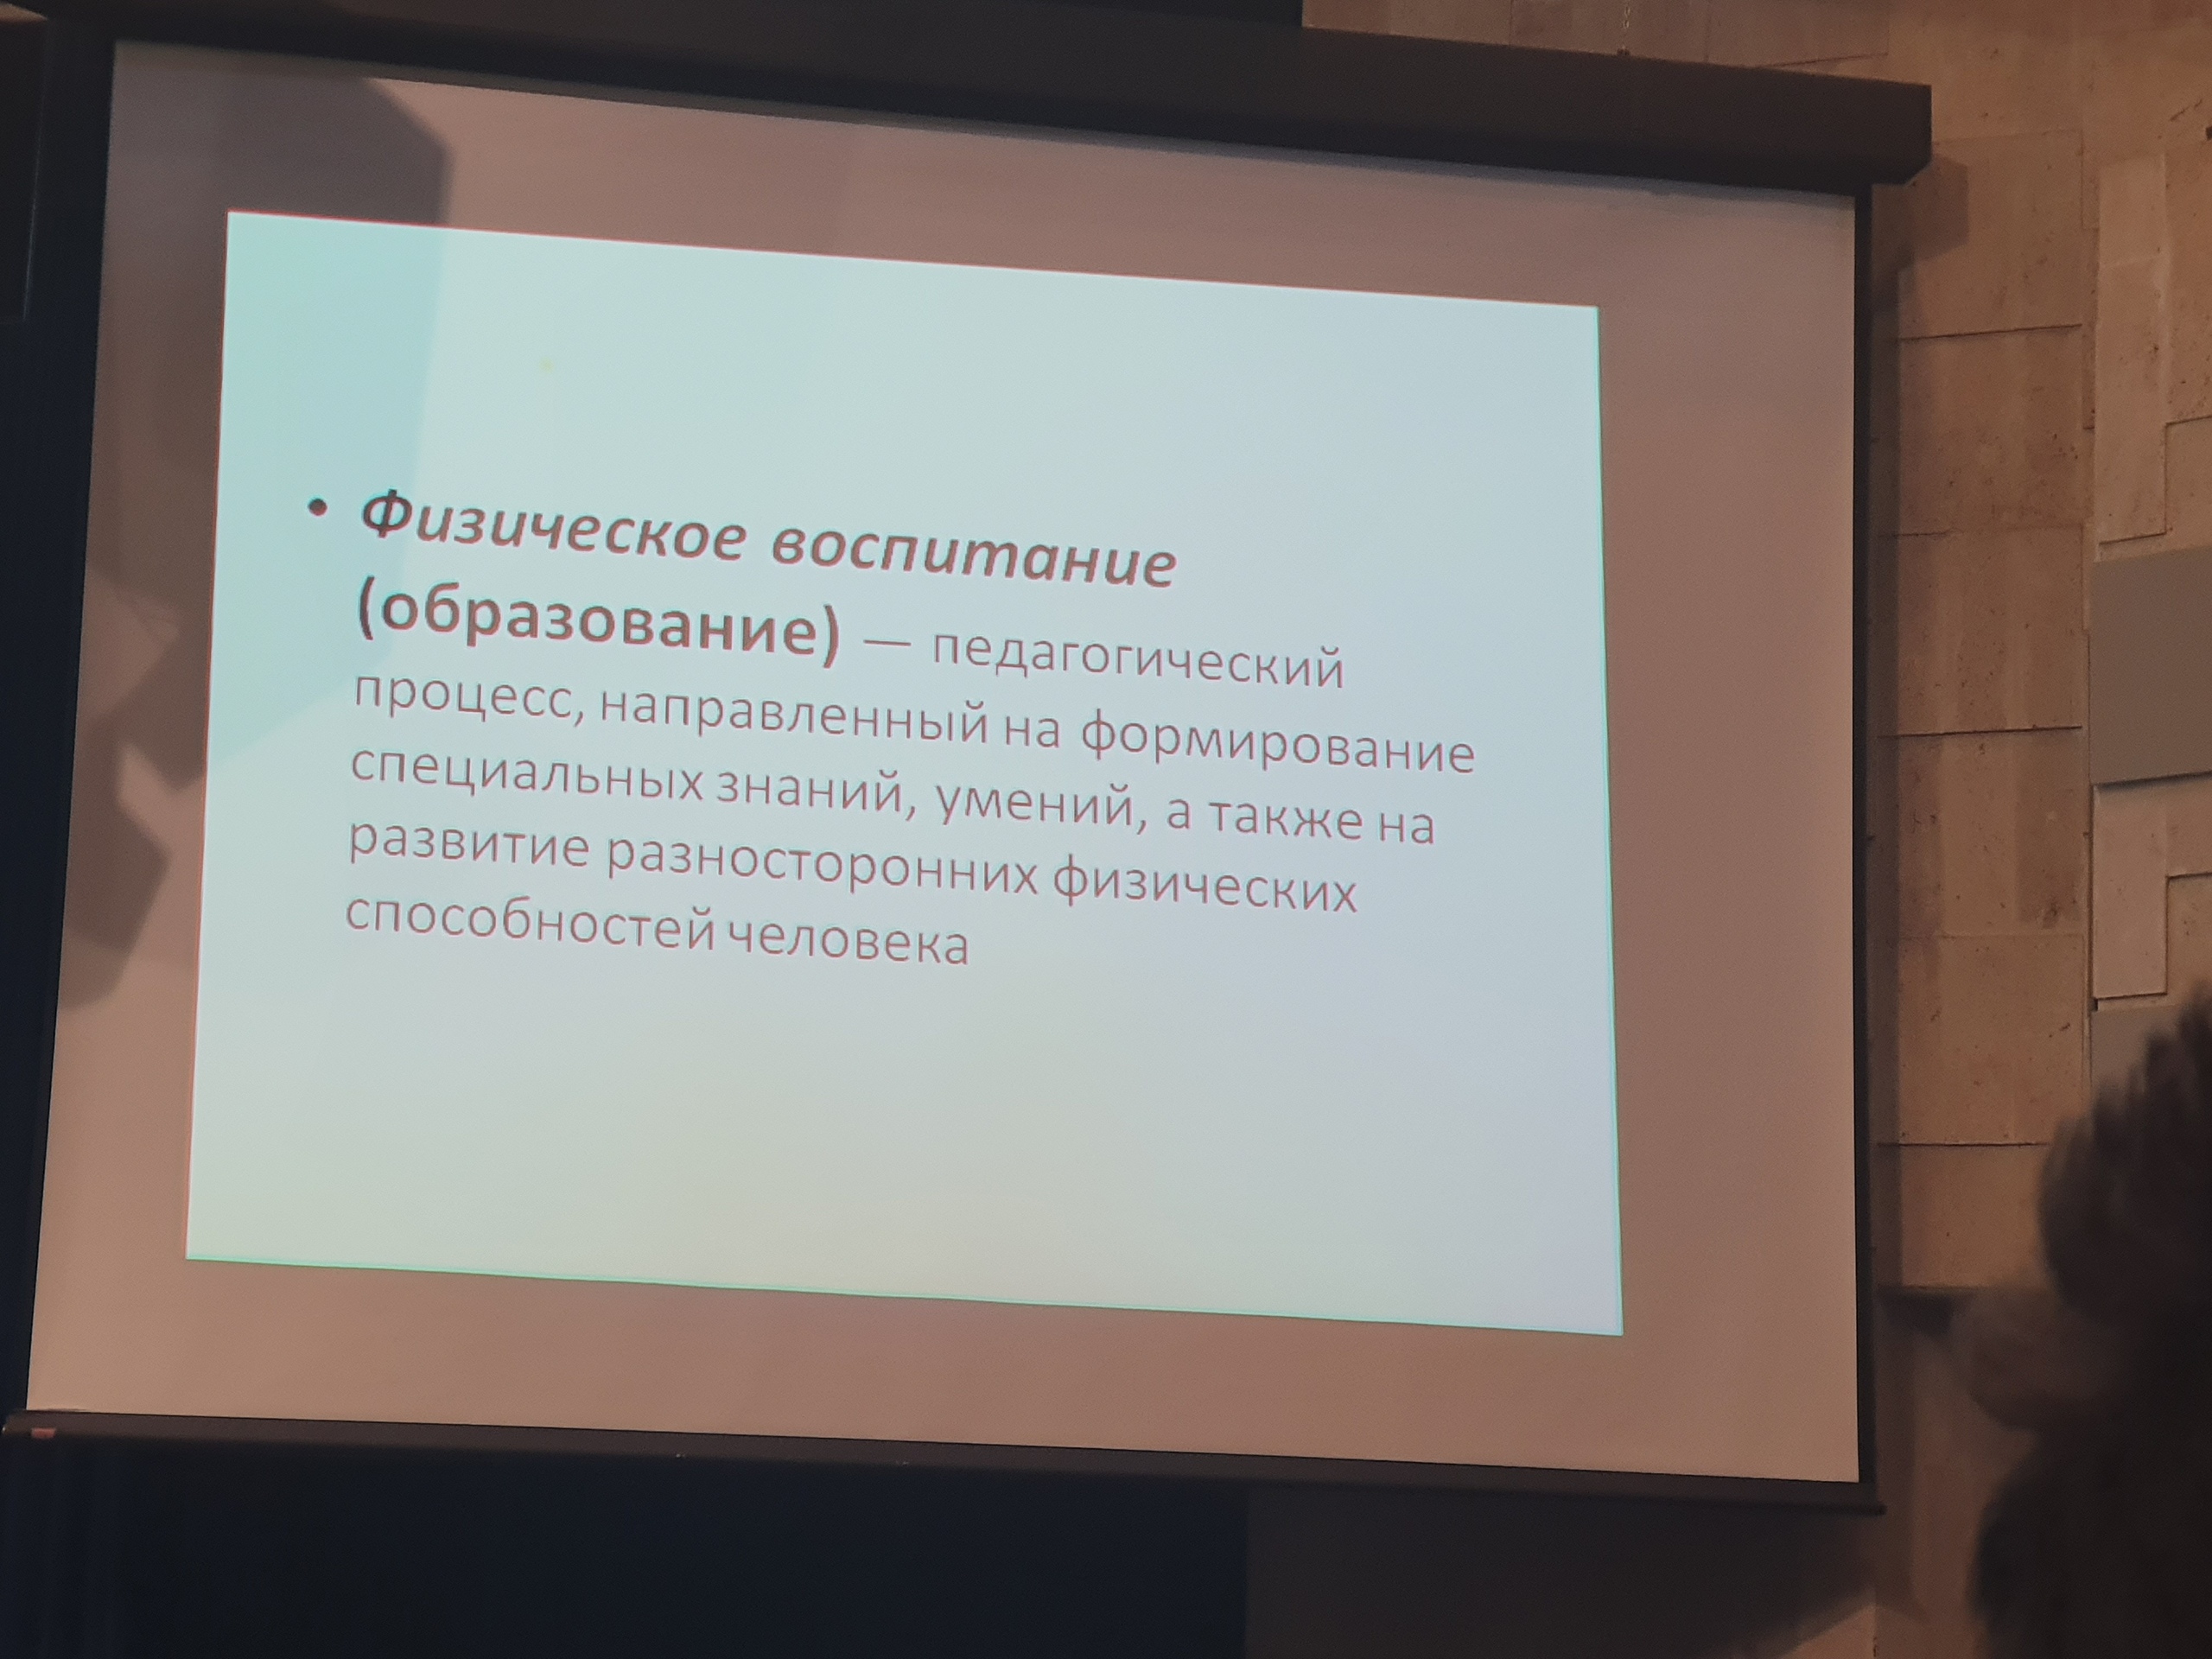 • Физическое воспитание
(образование) — педагогический
процесс, направленный на формирование
специальных знаний, умений, а также на
развитие разносторонних физических
способностей человека